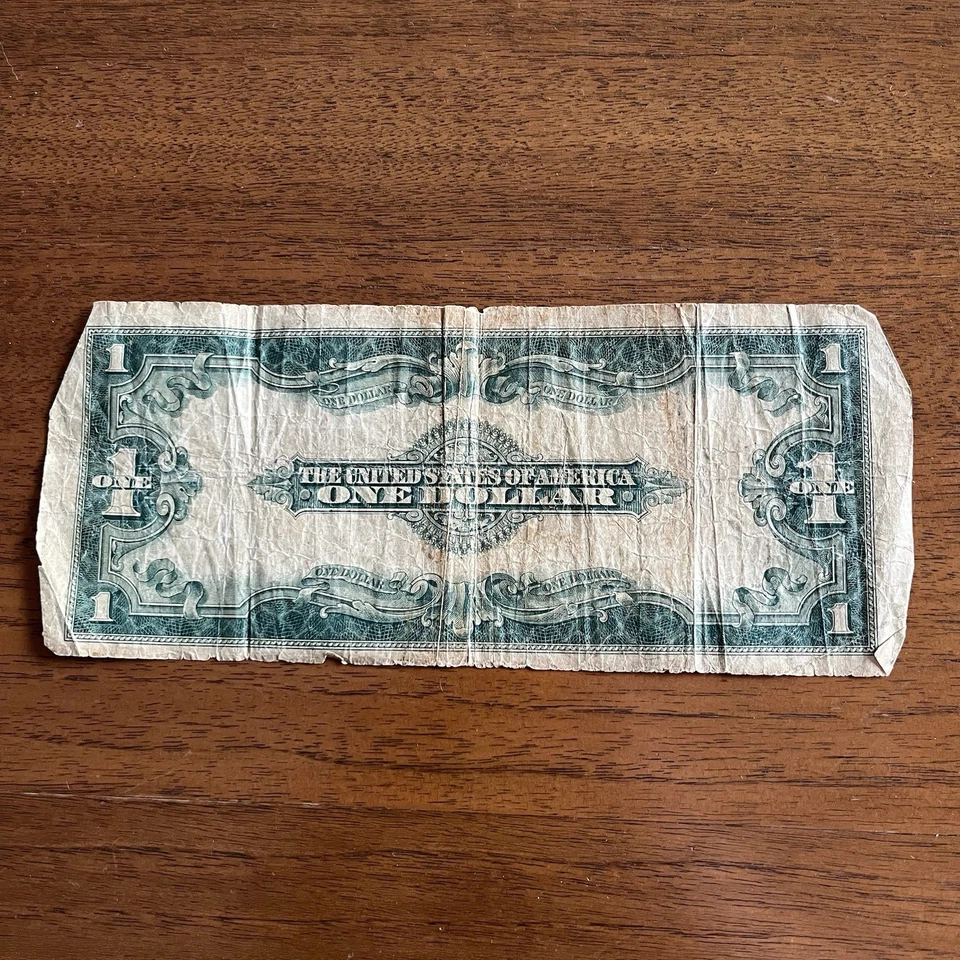 1 1
ONE DOLLAR ONE DOLLAR
1 1
ONE ONE
THE UNITED STATES OF AMERICA
ONE DOLLAR
ONE DOLLAR ONE DOLLAR
1 1